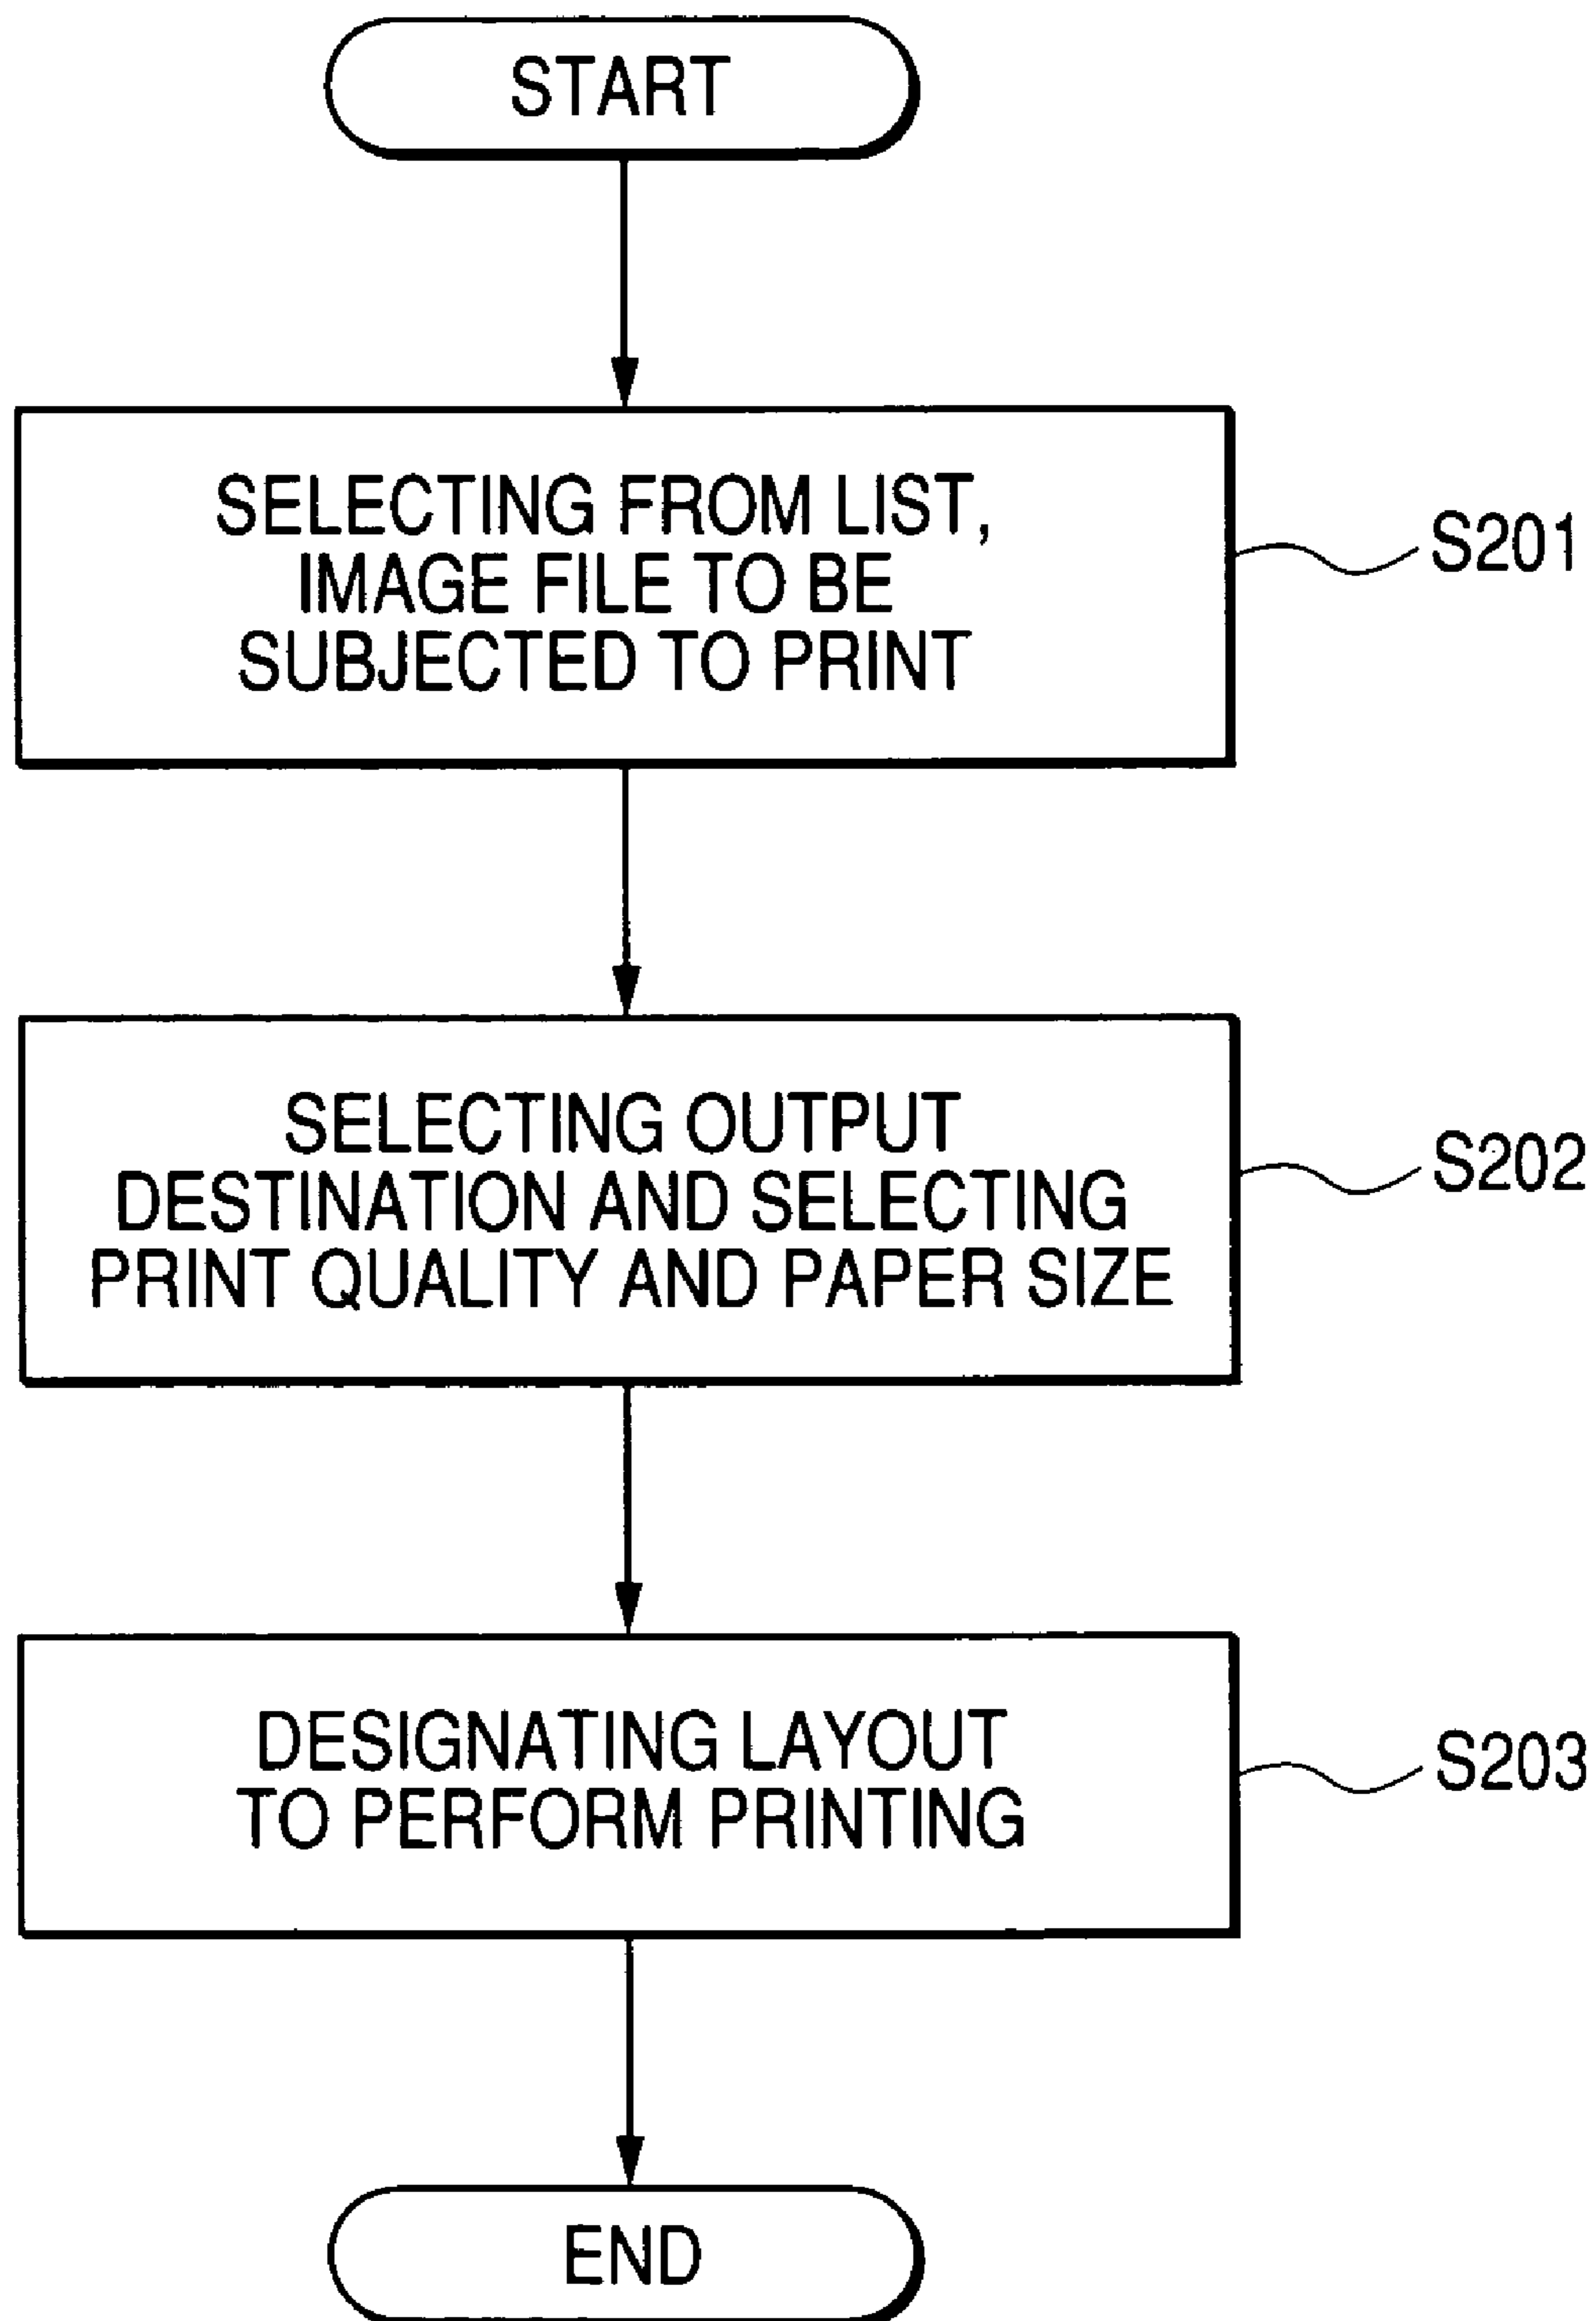 START
SELECTING FROM LIST,
IMAGE FILE TO BE
SUBJECTED TO PRINT
S201
SELECTING OUTPUT
DESTINATION AND SELECTING
PRINT QUALITY AND PAPER SIZE
S202
DESIGNATING LAYOUT
TO PERFORM PRINTING
S203
END